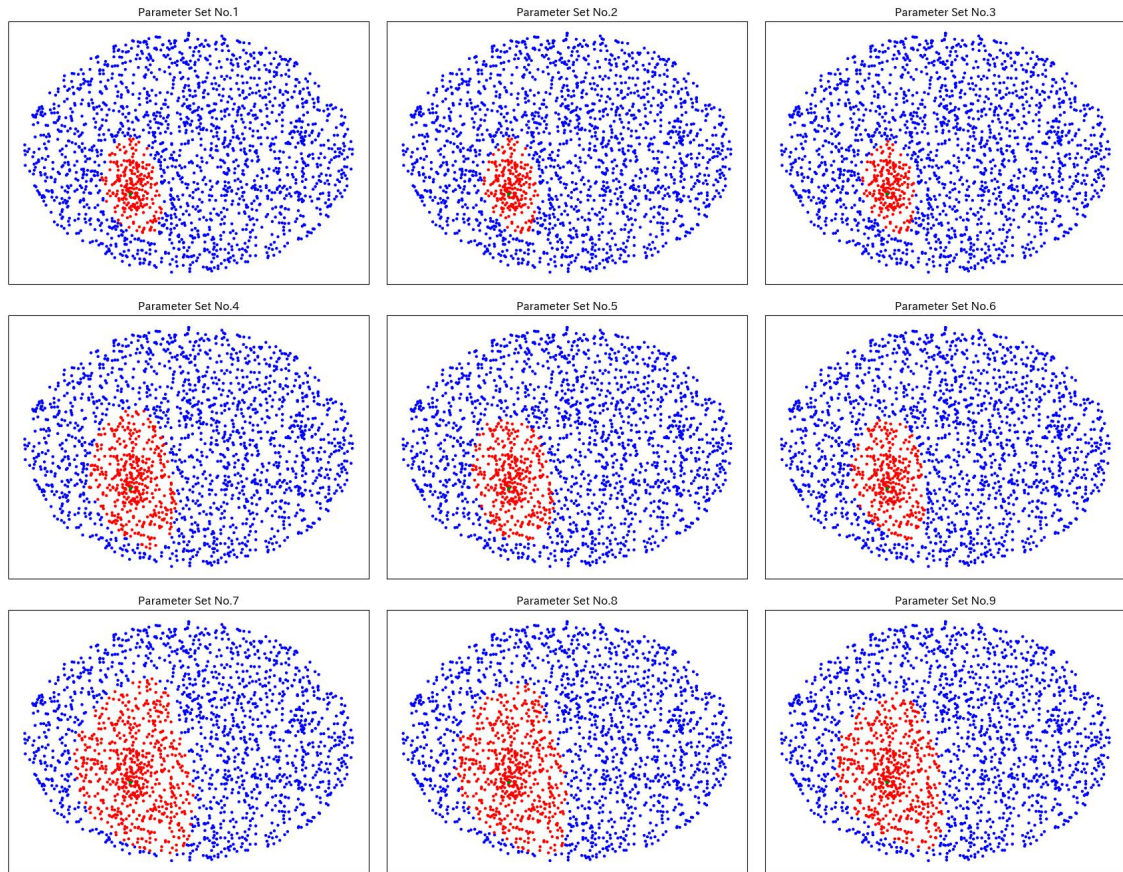 Parameter Set No.1
Parameter Set No.2
Parameter Set No.3
Parameter Set No.4
Parameter Set No.5
Parameter Set No.6
Parameter Set No.7
Parameter Set No.8
Parameter Set No.9